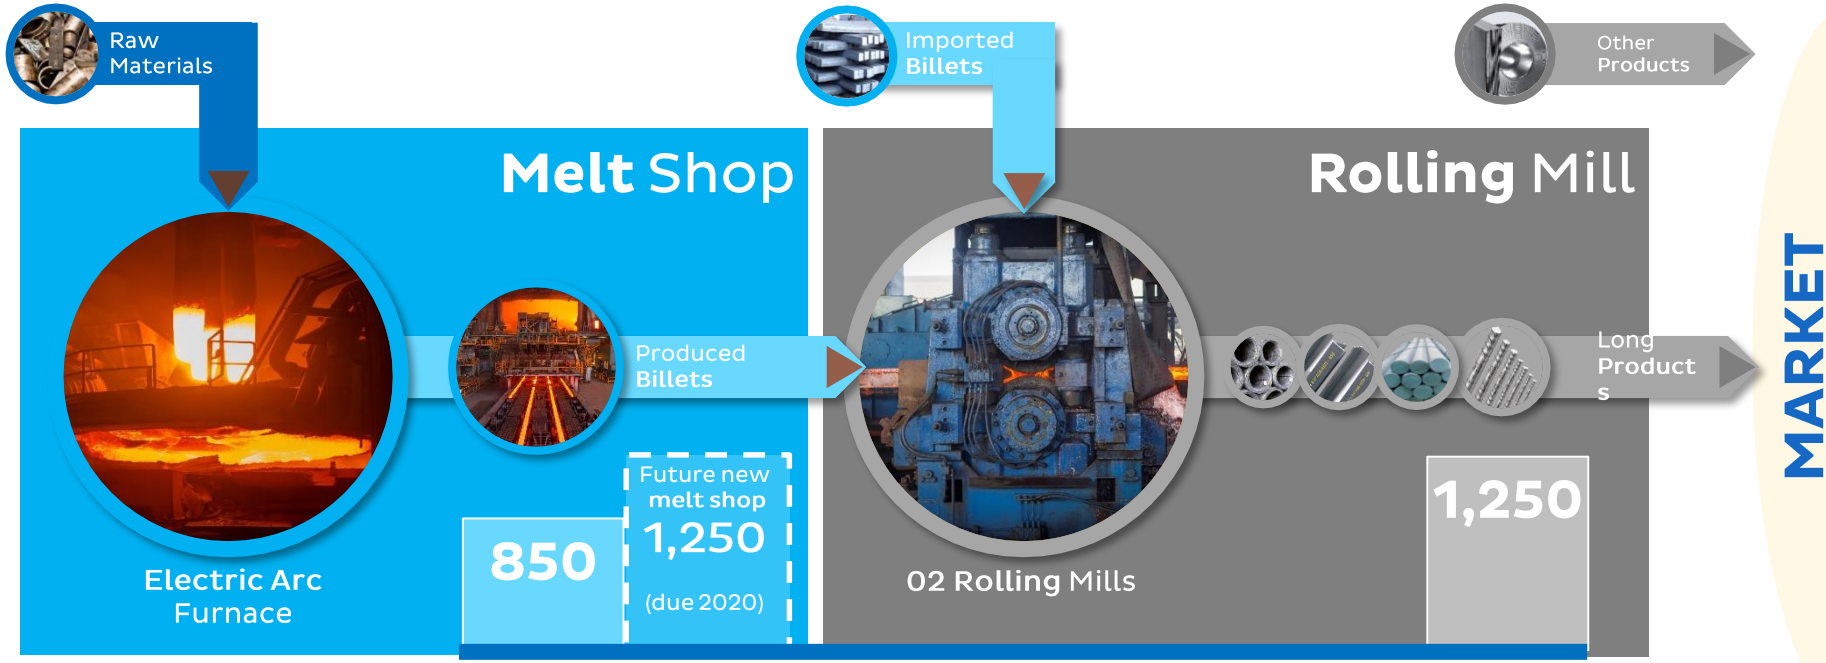 Raw
Materials
Imported
Billets
Other
Products
Melt Shop
Rolling Mill
Produced
Billets
Long
Product
s
MARKET
Future new
melt shop
1,250
(due 2020)
850
1,250
Electric Arc
Furnace
02 Rolling Mills